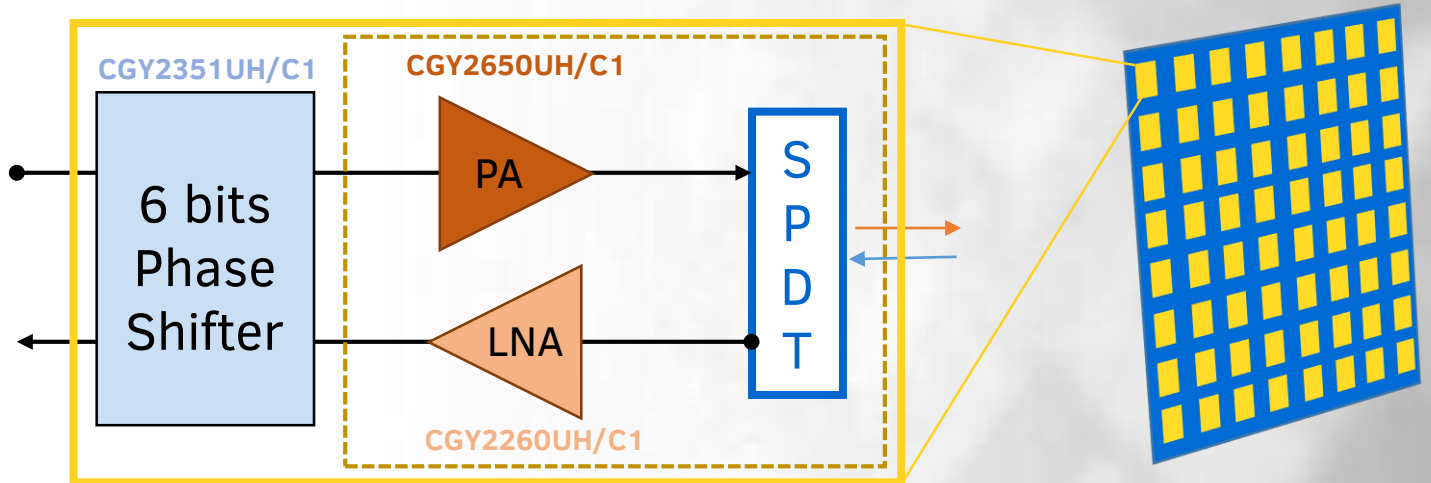 CGY2351UH/C1
6 bits
Phase
Shifter
CGY2650UH/C1
PA
LNA
CGY2260UH/C1
S
P
D
T